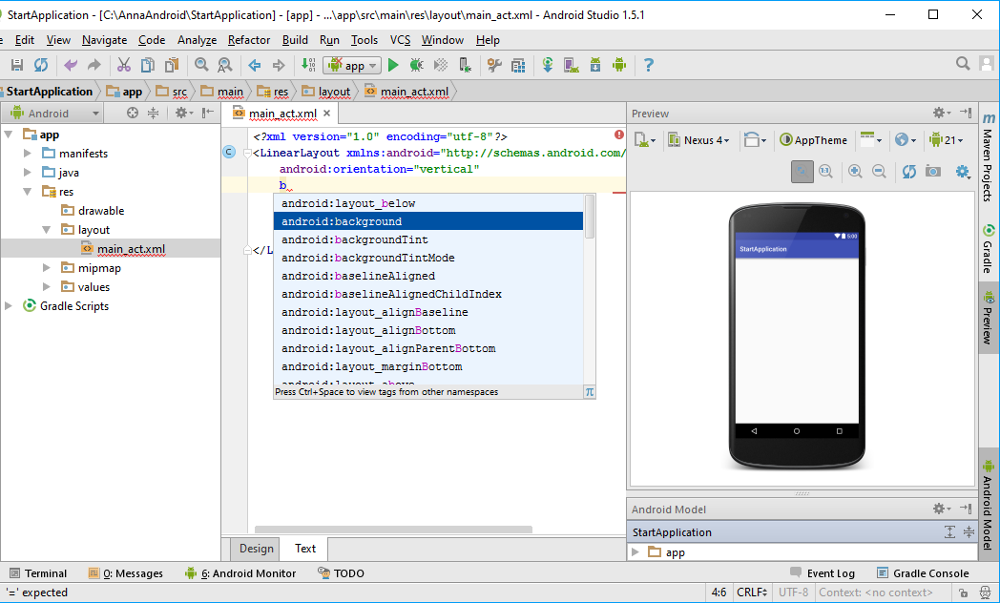 StartApplication - [C:\AnnaAndroid\StartApplication] - [app] - ...\app\src\main\res\layout\main_act.xml - Android Studio 1.5.1
Edit View Navigate Code Analyze Refactor Build Run Tools VCS Window Help
app
StartApplication app src main res layout main_act.xml
Android
main_act.xml
Preview
app
manifests
java
res
drawable
layout
main_act.xml
mipmap
values
Gradle Scripts
<?xml version="1.0" encoding="utf-8"?>
<LinearLayout xmlns:android="http://schemas.android.com/
android:orientation="vertical"
b
</L
android:layout_below
android:background
android:backgroundTint
android:backgroundTintMode
android:baselineAligned
android:baselineAlignedChildIndex
android:layout_alignBaseline
android:layout_alignBottom
android:layout_alignParentBottom
android:layout_marginBottom
android:layout_above
Press Ctrl+Space to view tags from other namespaces
π
Design Text
Nexus 4 AppTheme 21
1:1
5:00
StartApplication
Android Model
StartApplication
app
Maven Projects
Gradle
Preview
Android Model
Terminal 0: Messages 6: Android Monitor TODO Event Log Gradle Console
'=' expected 4:6 CRLF UTF-8 Context: <no context>